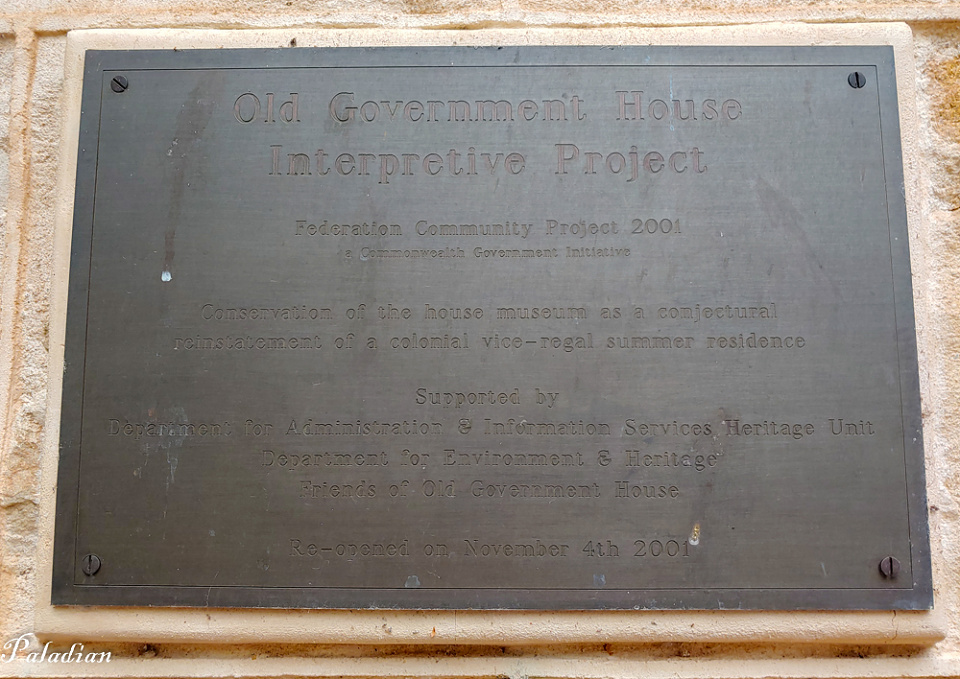 Old Government House
Interpretive Project
Federation Community Project 2001
a Commonwealth Government Initiative
Conservation of the house museum as a conjectural
reinstatement of a colonial vice-regal summer residence
Supported by
Department for Administration & Information Services Heritage Unit
Department for Environment & Heritage
Friends of Old Government House
Re-opened on November 4th 2001
Paladian